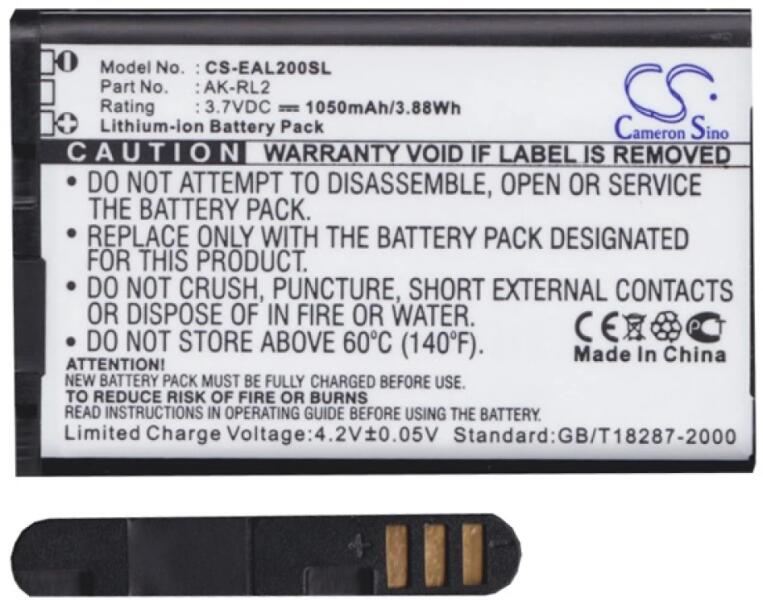 Model No. : CS-EAL200SL
Part No. : AK-RL2
Rating : 3.7VDC ⎓ 1050mAh/3.88Wh
Lithium-ion Battery Pack
Cameron Sino
CAUTION WARRANTY VOID IF LABEL IS REMOVED
• DO NOT ATTEMPT TO DISASSEMBLE, OPEN OR SERVICE
THE BATTERY PACK.
• REPLACE ONLY WITH THE BATTERY PACK DESIGNATED
FOR THIS EQUIPMENT.
• DO NOT CRUSH, PUNCTURE, SHORT EXTERNAL CONTACTS
OR DISPOSE OF IN FIRE OR WATER.
• DO NOT STORE ABOVE 60°C (140°F).
CE
Made In China
ATTENTION!
NEW BATTERY PACK MUST BE FULLY CHARGED BEFORE USE.
TO REDUCE RISK OF FIRE OR BURNS
READ INSTRUCTIONS IN OPERATING GUIDE BEFORE USING THE BATTERY.
Limited Charge Voltage:4.2V±0.05V Standard:GB/T18287-2000
+ –